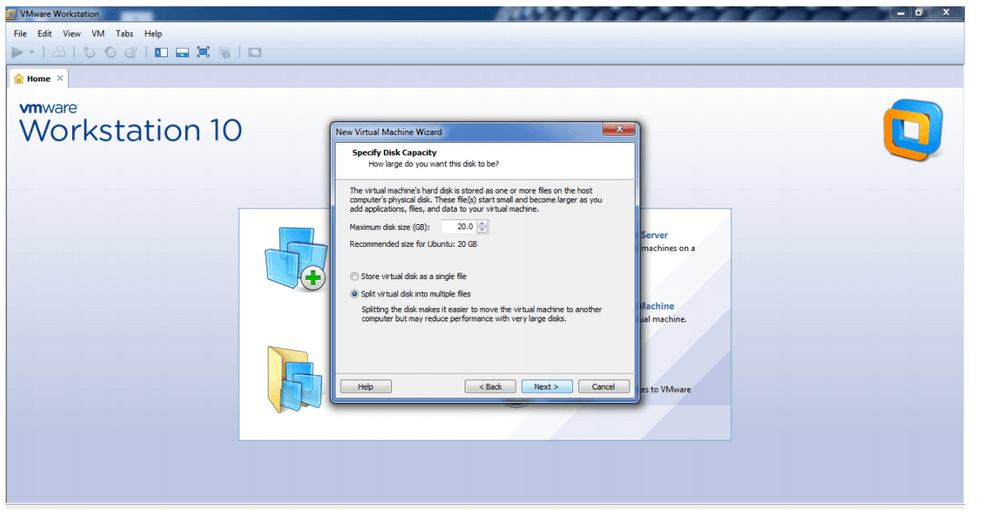 VMware Workstation
File Edit View VM Tabs Help
Home
vmware
Workstation 10
New Virtual Machine Wizard
Specify Disk Capacity
How large do you want this disk to be?
The virtual machine's hard disk is stored as one or more files on the host
computer's physical disk. These file(s) start small and become larger as you
add applications, files, and data to your virtual machine.
Maximum disk size (GB): 20.0
Recommended size for Ubuntu: 20 GB
Store virtual disk as a single file
Split virtual disk into multiple files
Splitting the disk makes it easier to move the virtual machine to another
computer but may reduce performance with very large disks.
Help < Back Next > Cancel
Server
machines on a
Machine
ual machine.
es to VMware